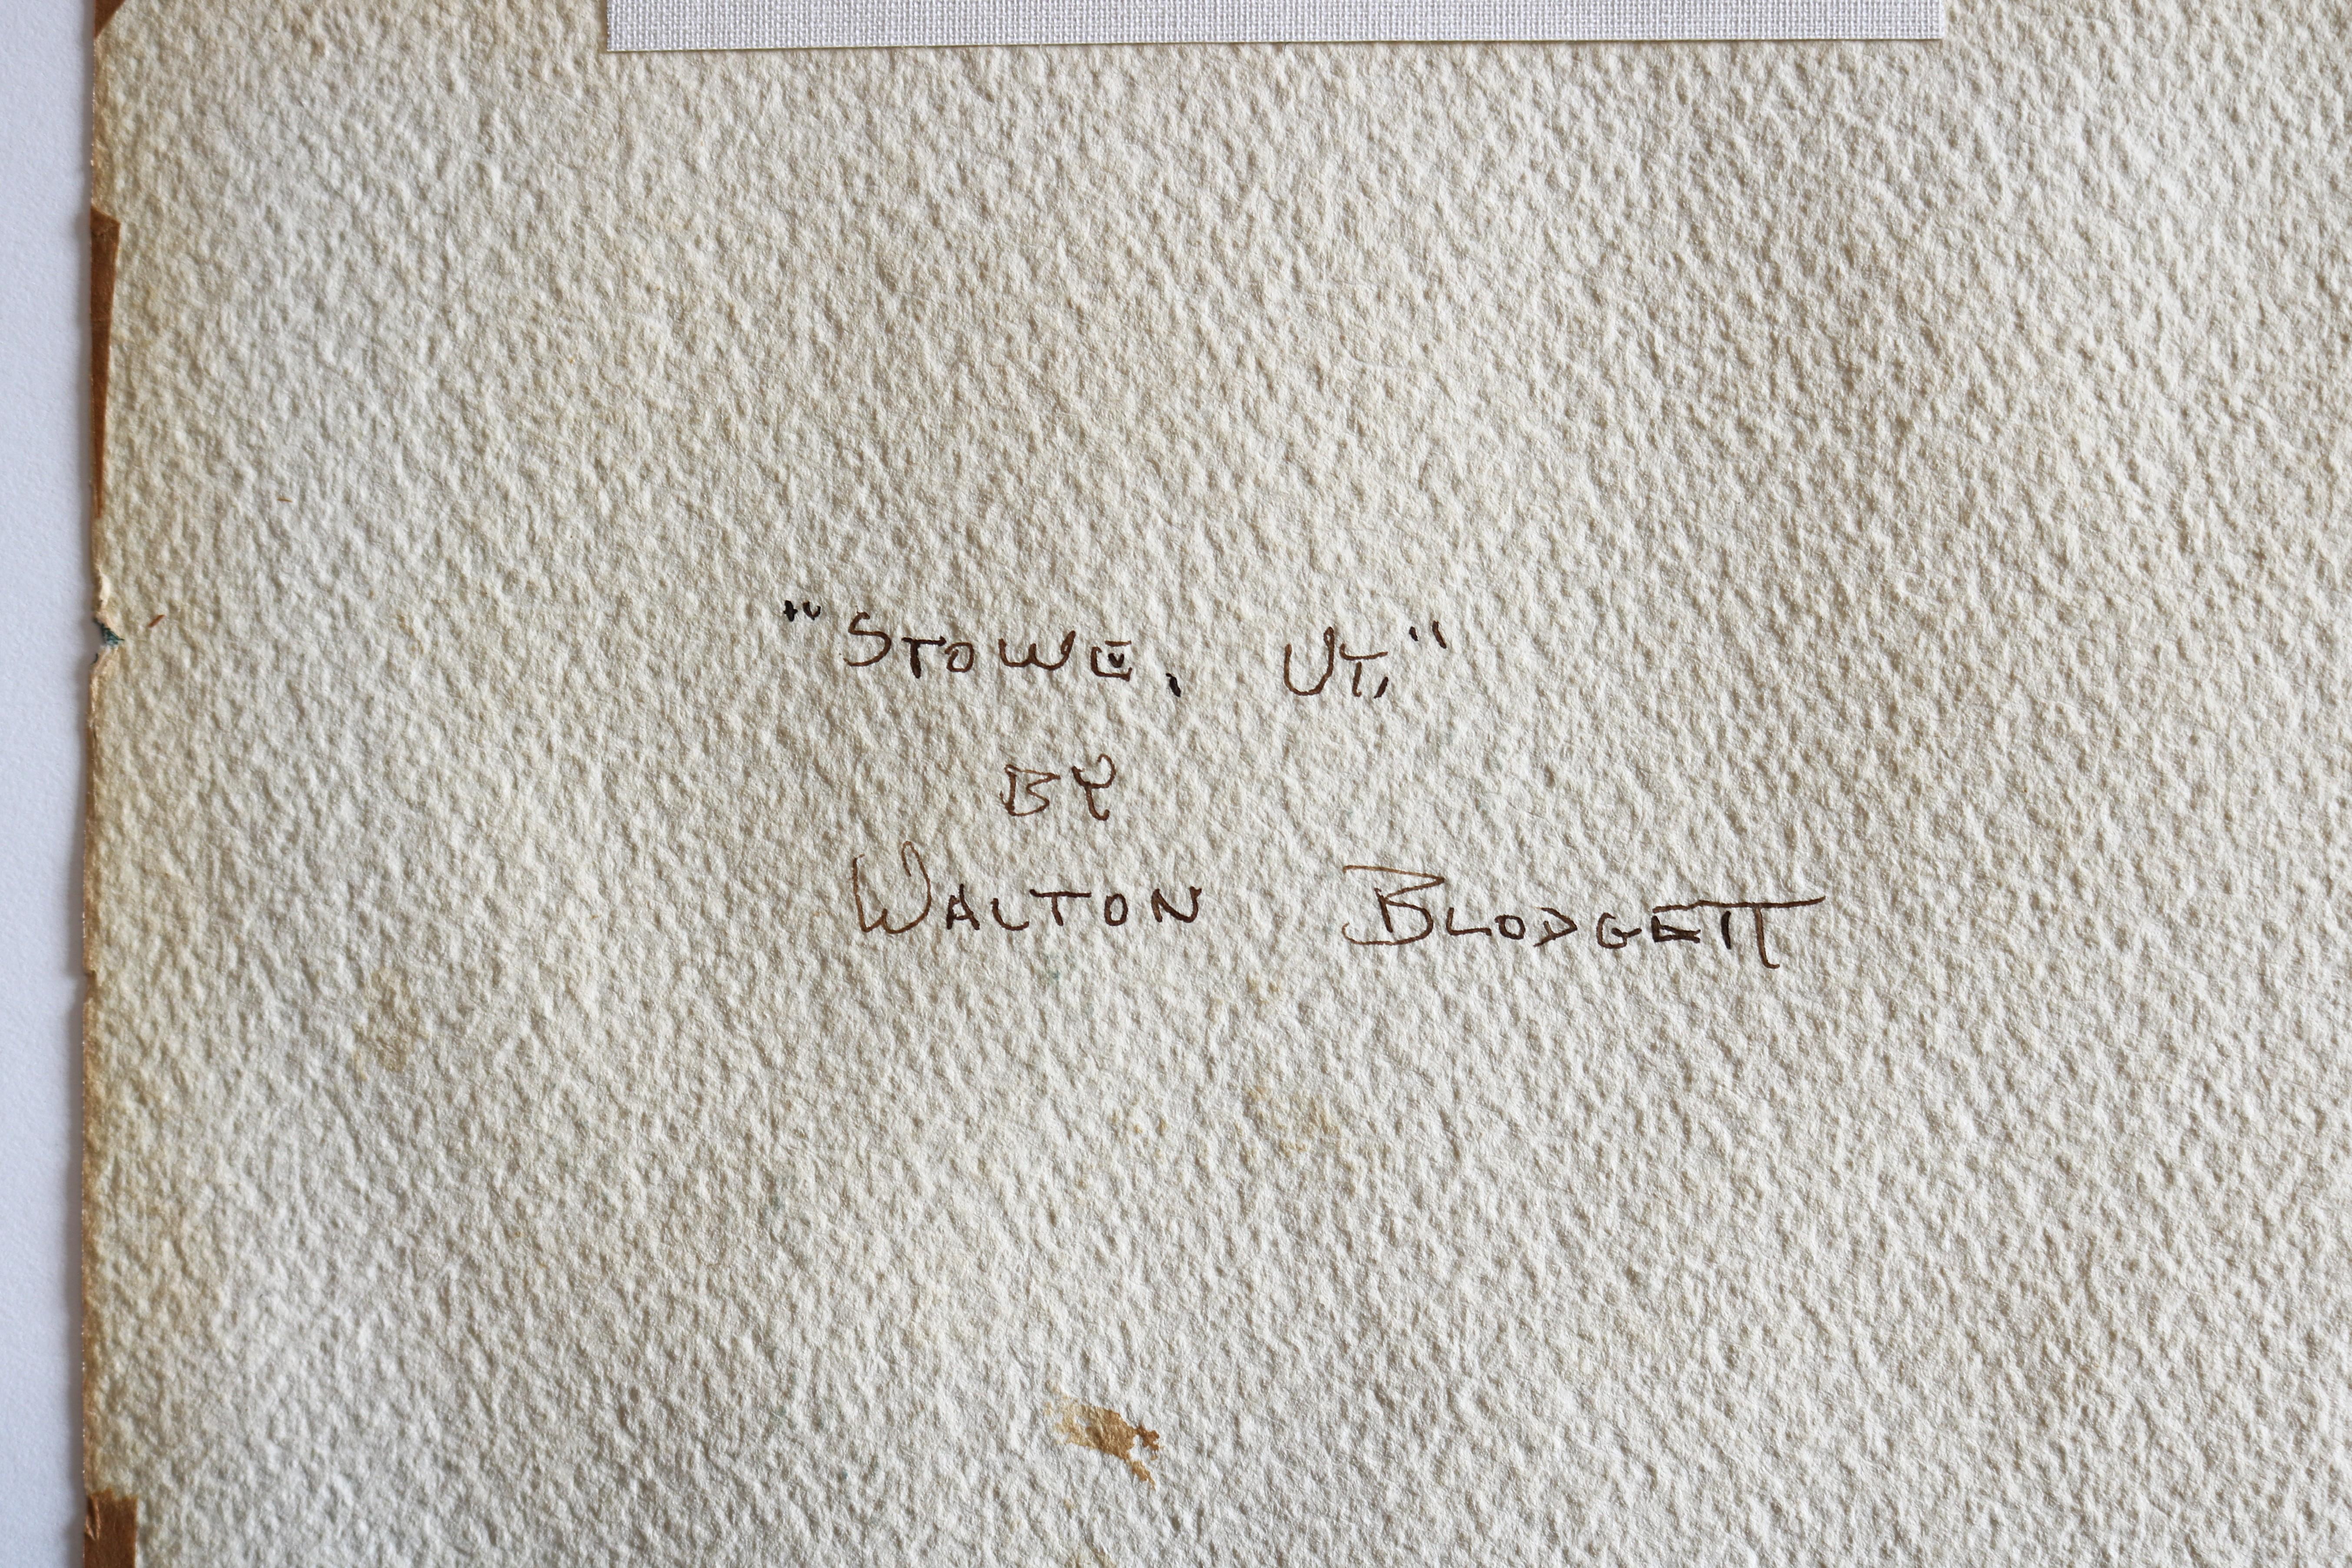 "STOWE, VT."
BY
WALTON BLODGETT